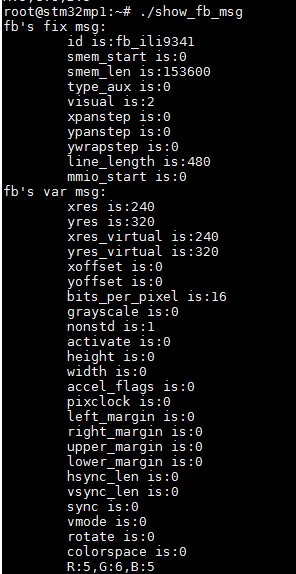 root@stm32mp1:~# ./show_fb_msg
fb's fix msg:
id is:fb_ili9341
smem_start is:0
smem_len is:153600
type_aux is:0
visual is:2
xpanstep is:0
ypanstep is:0
ywrapstep is:0
line_length is:480
mmio_start is:0
fb's var msg:
xres is:240
yres is:320
xres_virtual is:240
yres_virtual is:320
xoffset is:0
yoffset is:0
bits_per_pixel is:16
grayscale is:0
nonstd is:1
activate is:0
height is:0
width is:0
accel_flags is:0
pixclock is:0
left_margin is:0
right_margin is:0
upper_margin is:0
lower_margin is:0
hsync_len is:0
vsync_len is:0
sync is:0
vmode is:0
rotate is:0
colorspace is:0
R:5,G:6,B:5